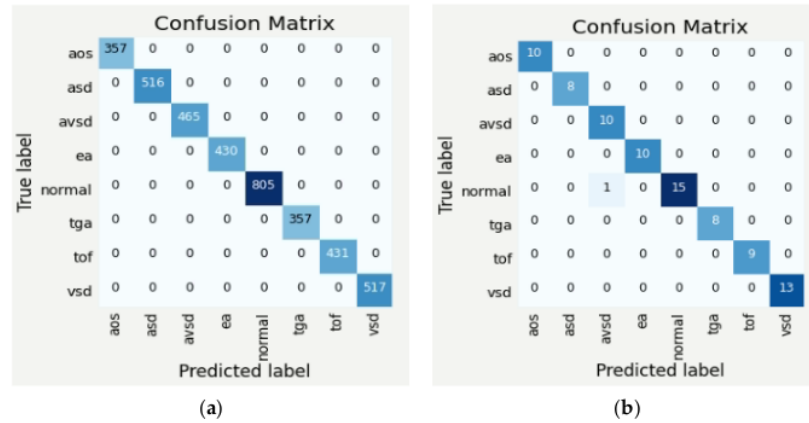 Confusion Matrix
True label
aos 357 0 0 0 0 0 0 0
asd 0 516 0 0 0 0 0 0
avsd 0 0 465 0 0 0 0 0
ea 0 0 0 430 0 0 0 0
normal 0 0 0 0 805 0 0 0
tga 0 0 0 0 0 357 0 0
tof 0 0 0 0 0 0 431 0
vsd 0 0 0 0 0 0 0 517
aos asd avsd ea normal tga tof vsd
Predicted label
(a)
Confusion Matrix
True label
aos 10 0 0 0 0 0 0 0
asd 0 8 0 0 0 0 0 0
avsd 0 0 10 0 0 0 0 0
ea 0 0 0 10 0 0 0 0
normal 0 0 1 0 15 0 0 0
tga 0 0 0 0 0 8 0 0
tof 0 0 0 0 0 0 9 0
vsd 0 0 0 0 0 0 0 13
aos asd avsd ea normal tga tof vsd
Predicted label
(b)